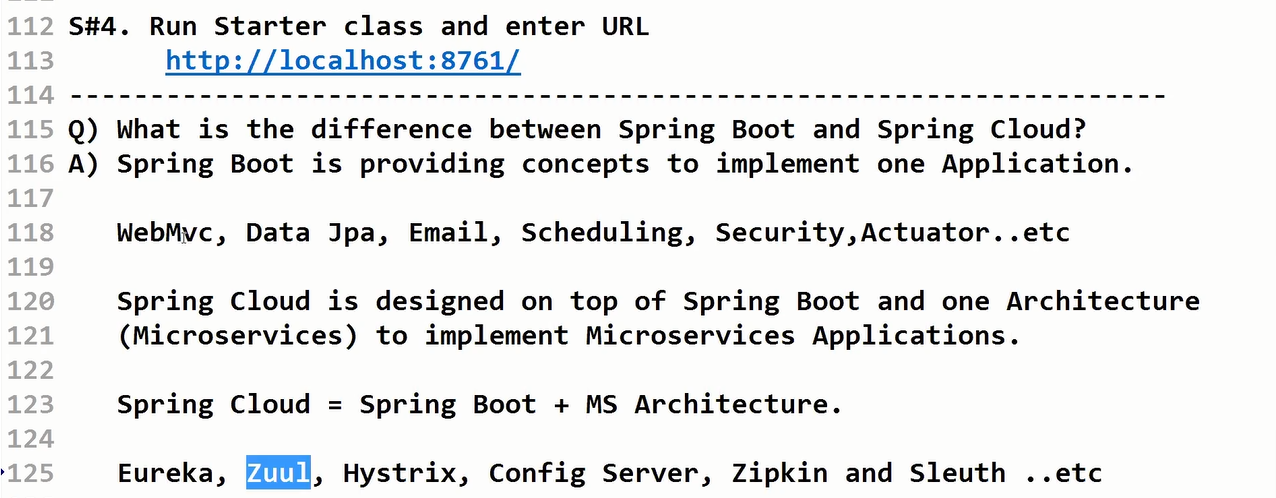 112 S#4. Run Starter class and enter URL
113 http://localhost:8761/
114 --------------------------------------------------------------------
115 Q) What is the difference between Spring Boot and Spring Cloud?
116 A) Spring Boot is providing concepts to implement one Application.
117
118 WebMvc, Data Jpa, Email, Scheduling, Security,Actuator..etc
119
120 Spring Cloud is designed on top of Spring Boot and one Architecture
121 (Microservices) to implement Microservices Applications.
122
123 Spring Cloud = Spring Boot + MS Architecture.
124
125 Eureka, Zuul, Hystrix, Config Server, Zipkin and Sleuth ..etc